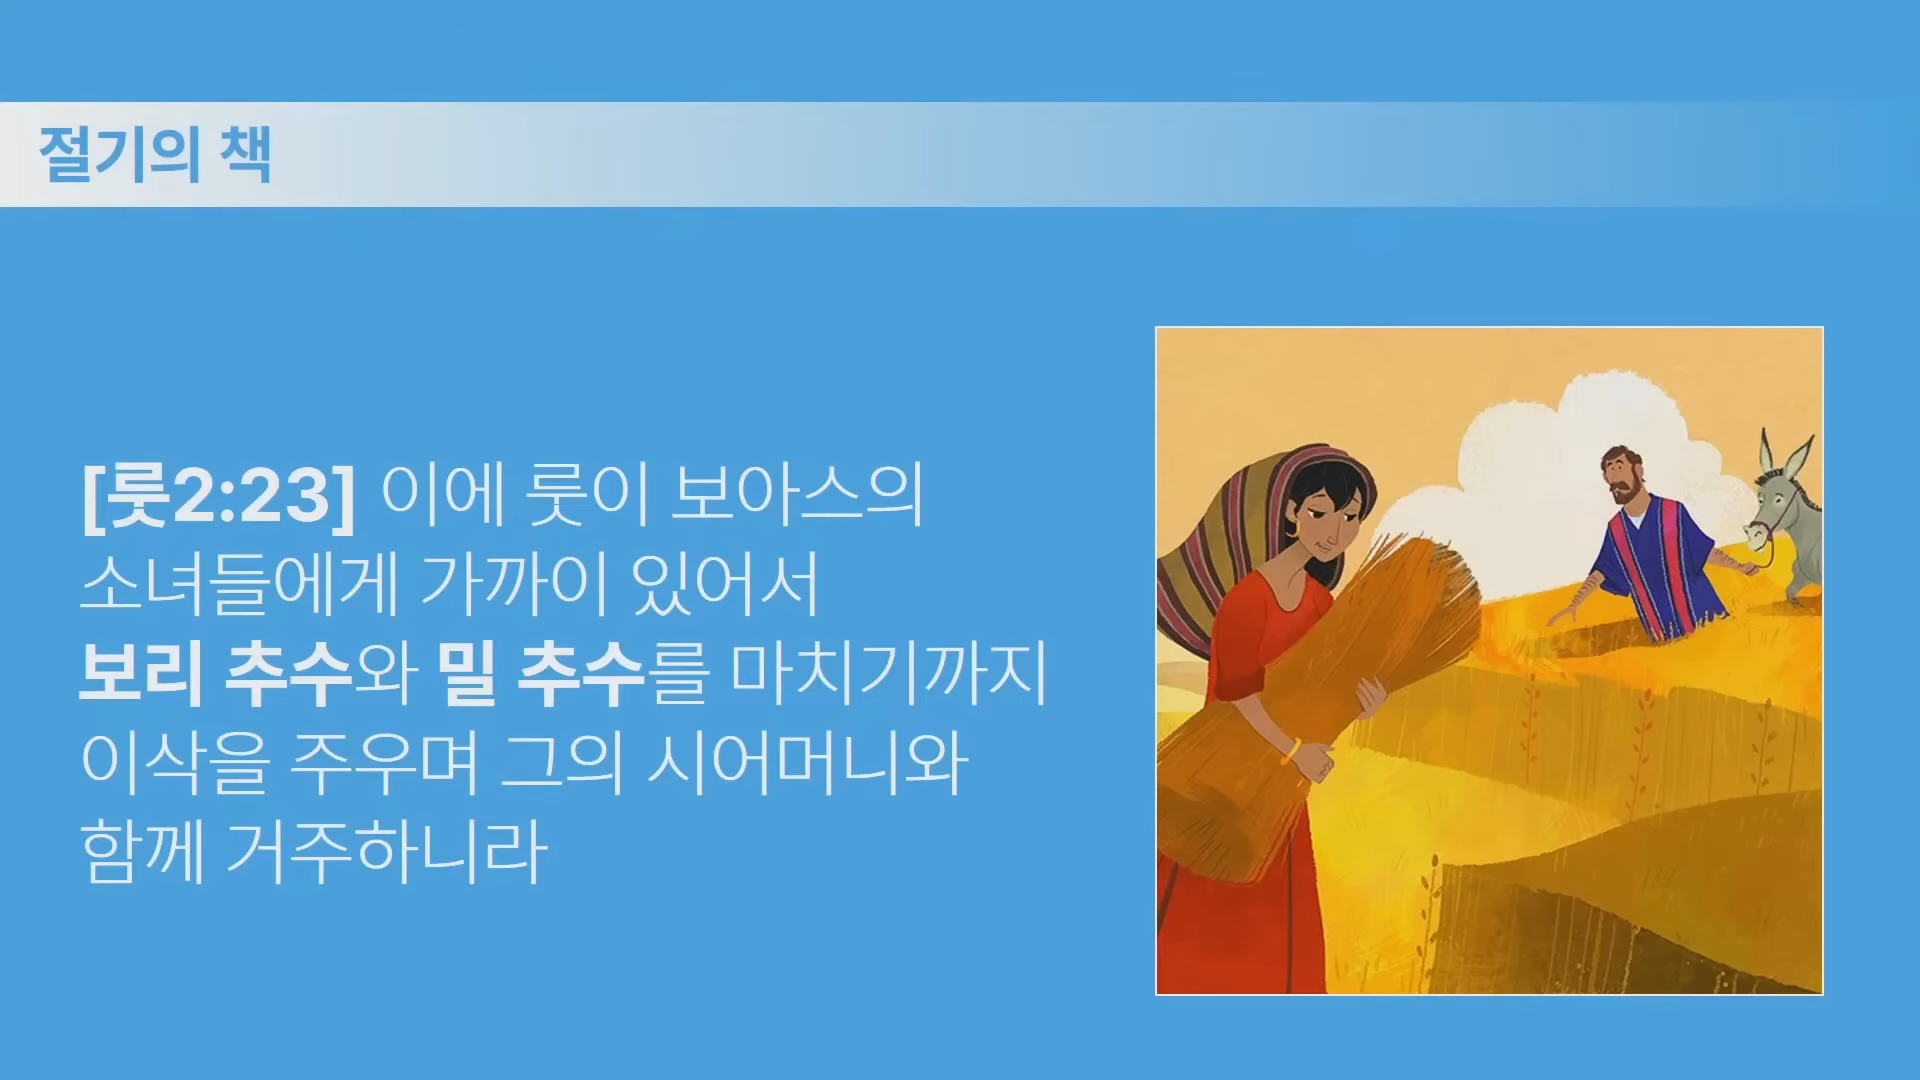 절기의 책
[룻2:23] 이에 룻이 보아스의
소녀들에게 가까이 있어서
보리 추수와 밀 추수를 마치기까지
이삭을 주우며 그의 시어머니와
함께 거주하니라